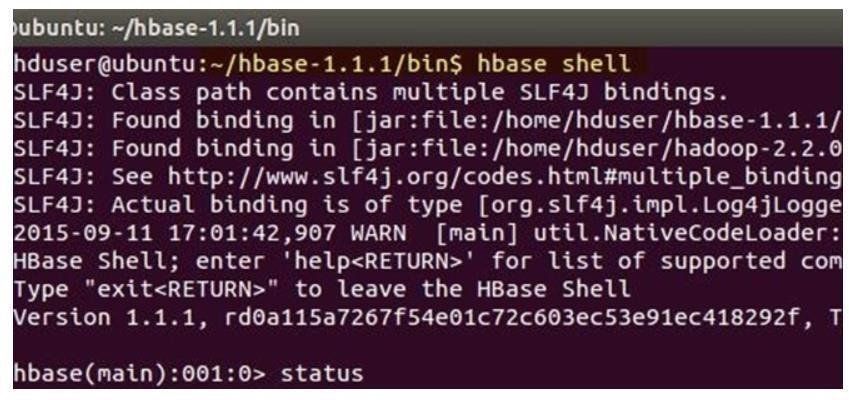 ubuntu: ~/hbase-1.1.1/bin
hduser@ubuntu:~/hbase-1.1.1/bin$ hbase shell
SLF4J: Class path contains multiple SLF4J bindings.
SLF4J: Found binding in [jar:file:/home/hduser/hbase-1.1.1/
SLF4J: Found binding in [jar:file:/home/hduser/hadoop-2.2.0
SLF4J: See http://www.slf4j.org/codes.html#multiple_binding
SLF4J: Actual binding is of type [org.slf4j.impl.Log4jLogge
2015-09-11 17:01:42,907 WARN  [main] util.NativeCodeLoader:
HBase Shell; enter 'help<RETURN>' for list of supported com
Type "exit<RETURN>" to leave the HBase Shell
Version 1.1.1, rd0a115a7267f54e01c72c603ec53e91ec418292f, T
hbase(main):001:0> status